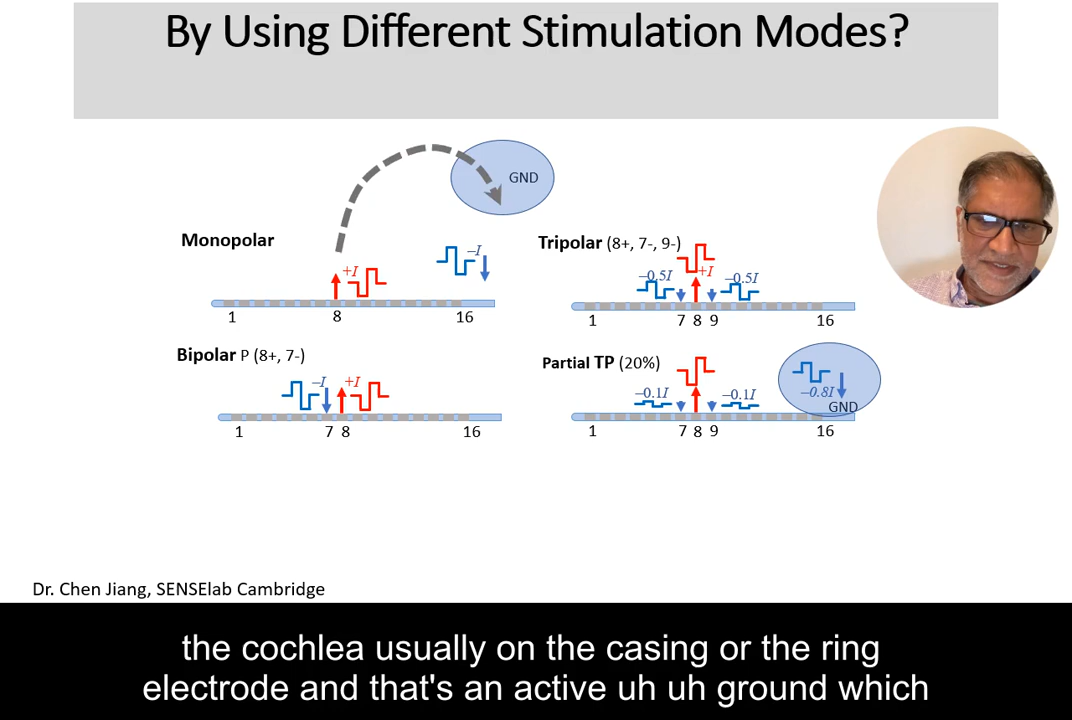 By Using Different Stimulation Modes?
GND
Monopolar
+I
–I
1 8 16
Tripolar (8+, 7-, 9-)
–0.5I +I –0.5I
1 7 8 9 16
Bipolar P (8+, 7-)
–I +I
1 7 8 16
Partial TP (20%)
–0.1I –0.1I –0.8I
GND
1 7 8 9 16
Dr. Chen Jiang, SENSElab Cambridge
the cochlea usually on the casing or the ring
electrode and that's an active uh uh ground which